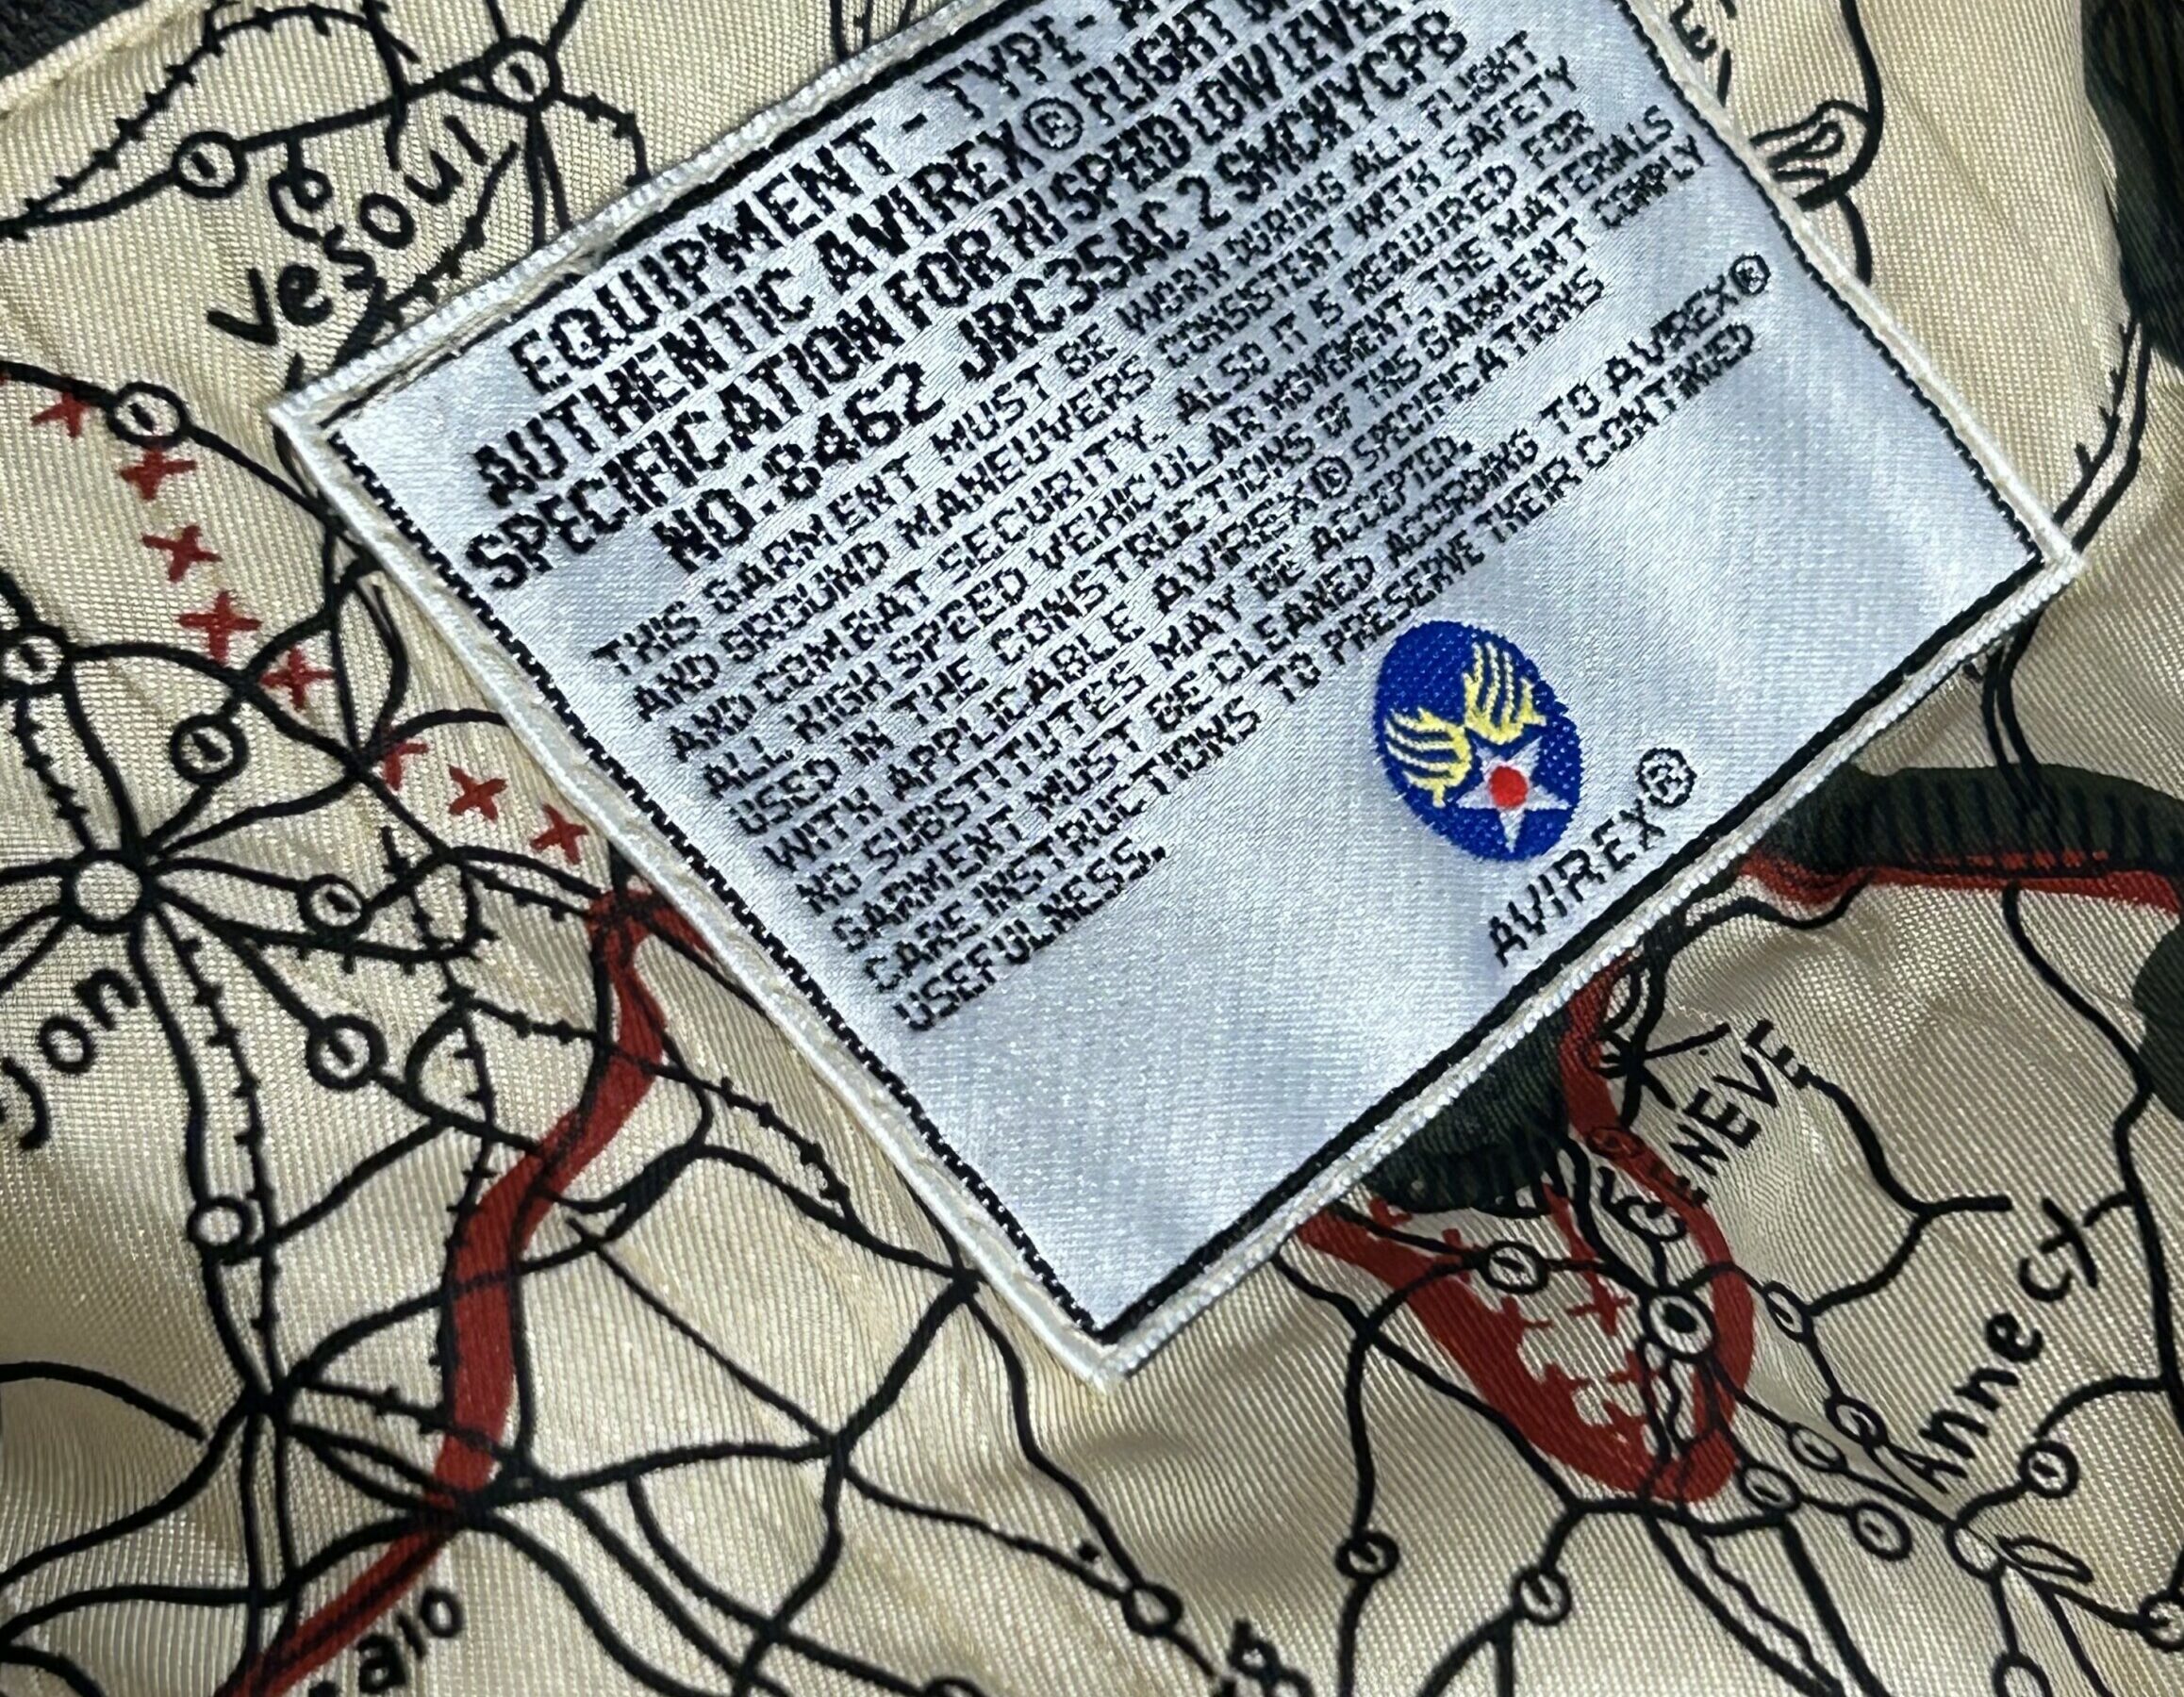 EQUIPMENT - TYPE-
AUTHENTIC AVIREX® FLIGHT
SPECIFICATION FOR HI SPEED LOW LEVEL
NO:8462 JRC35AC 2 SMCNYCPB
THIS GARMENT MUST BE WORN DURING ALL FLIGHT
AND GROUND MANEUVERS CONSISTENT WITH SAFETY
AND COMBAT SECURITY. ALSO IT IS REQUIRED FOR
ALL HIGH SPEED VEHICULAR MOVEMENT. THE MATERIALS
USED IN THE CONSTRUCTIONS OF THIS GARMENT COMPLY
WITH APPLICABLE AVIREX® SPECIFICATIONS
NO SUBSTITUTES MAY BE ACCEPTED.
GARMENT MUST BE CLEANED ACCORDING TO AVIREX®
CARE INSTRUCTIONS TO PRESERVE THEIR CONTINUED
USEFULNESS.
AVIREX®
Vesoul
jon
NEVE
Annecy